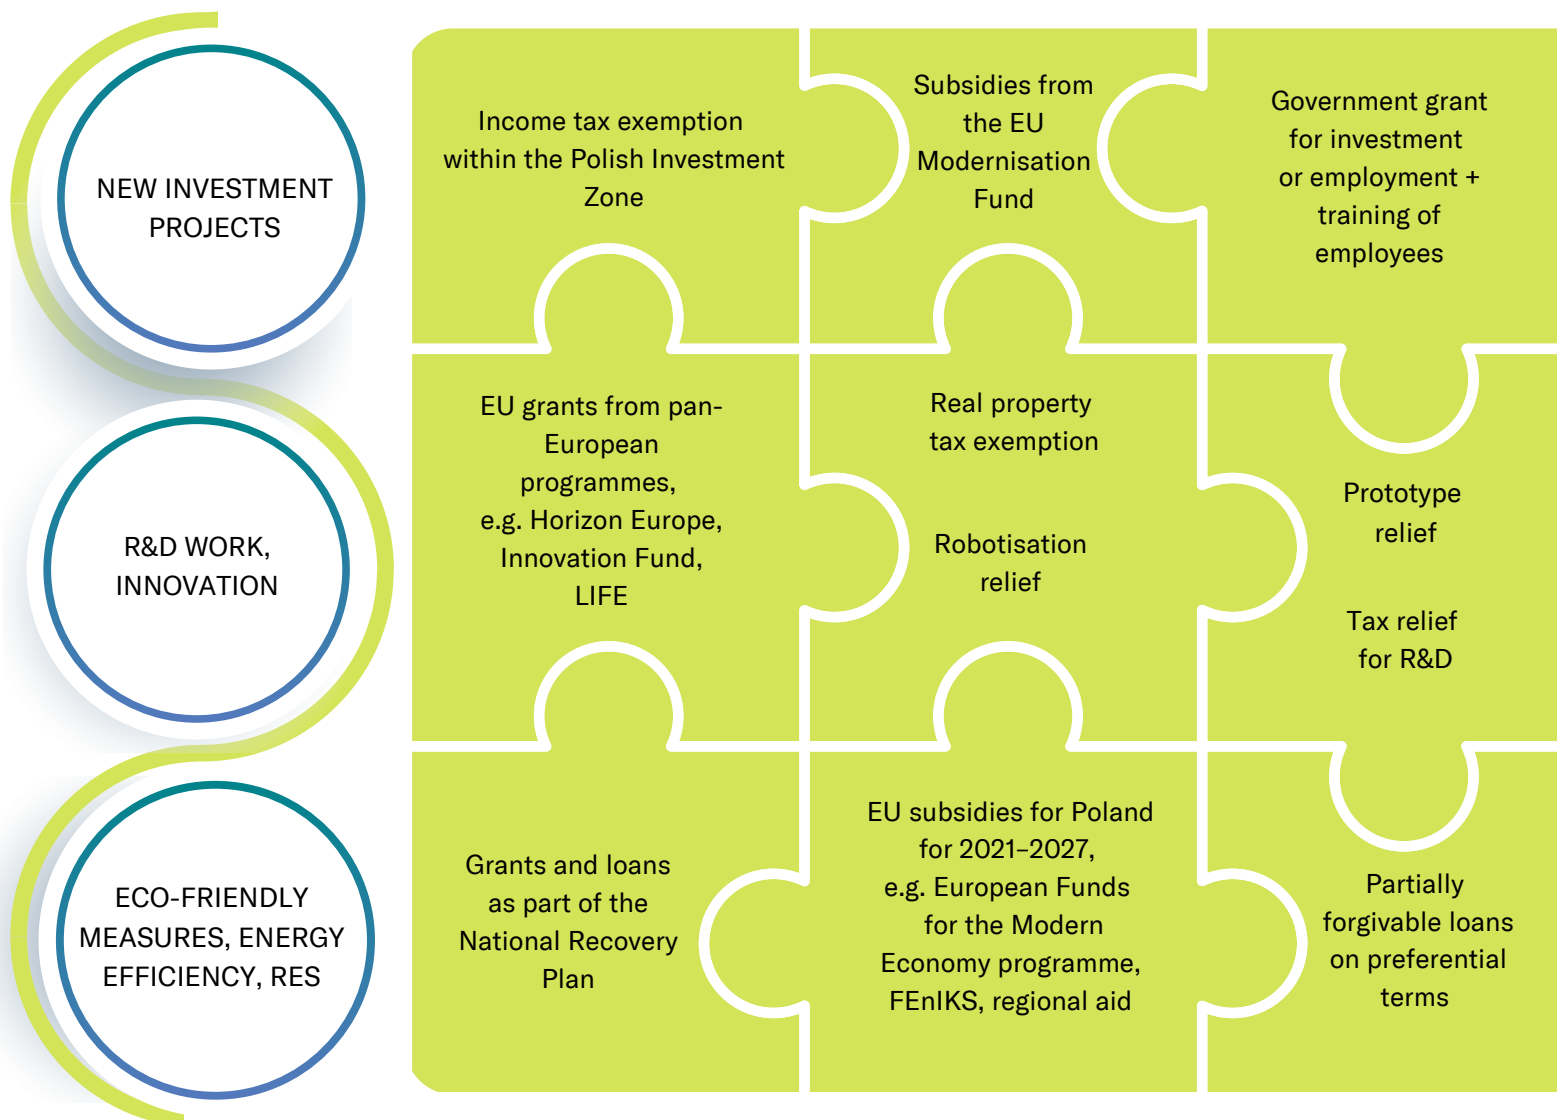 NEW INVESTMENT
PROJECTS
Income tax exemption
within the Polish Investment
Zone
Subsidies from
the EU
Modernisation
Fund
Government grant
for investment
or employment +
training of
employees
R&D WORK,
INNOVATION
EU grants from pan-
European
programmes,
e.g. Horizon Europe,
Innovation Fund,
LIFE
Real property
tax exemption
Robotisation
relief
Prototype
relief
Tax relief
for R&D
ECO-FRIENDLY
MEASURES, ENERGY
EFFICIENCY, RES
Grants and loans
as part of the
National Recovery
Plan
EU subsidies for Poland
for 2021–2027,
e.g. European Funds
for the Modern
Economy programme,
FEnIKS, regional aid
Partially
forgivable loans
on preferential
terms